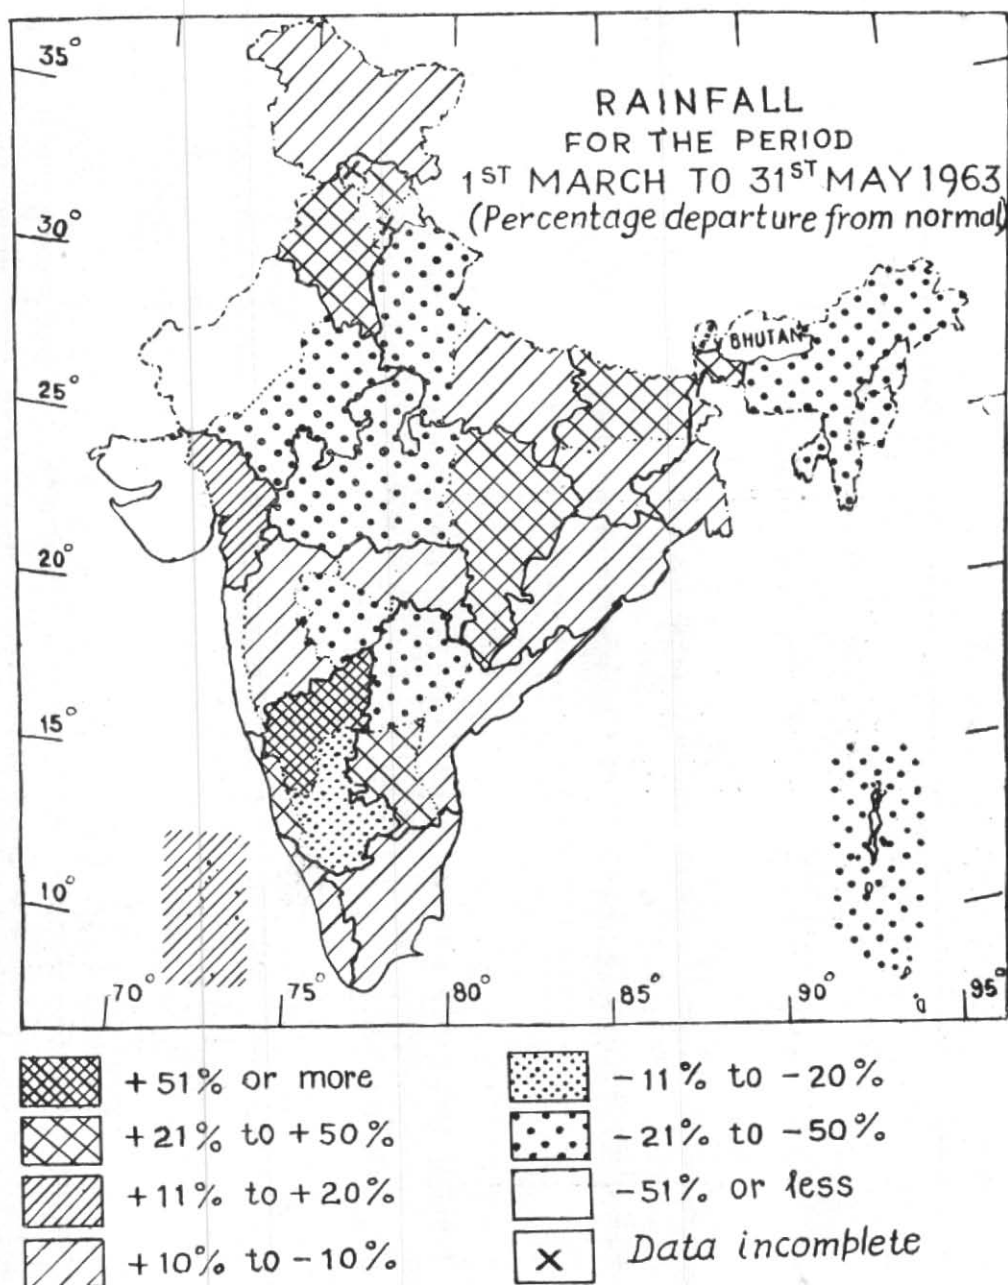 35°
RAINFALL
FOR THE PERIOD
1ST MARCH TO 31ST MAY 1963
(Percentage departure from normal)
30°
BHUTAN
25°
20°
15°
10°
70° 75° 80° 85° 90° 95°
+51% or more
+21% to +50%
+11% to +20%
+10% to -10%
-11% to -20%
-21% to -50%
-51% or less
X Data incomplete